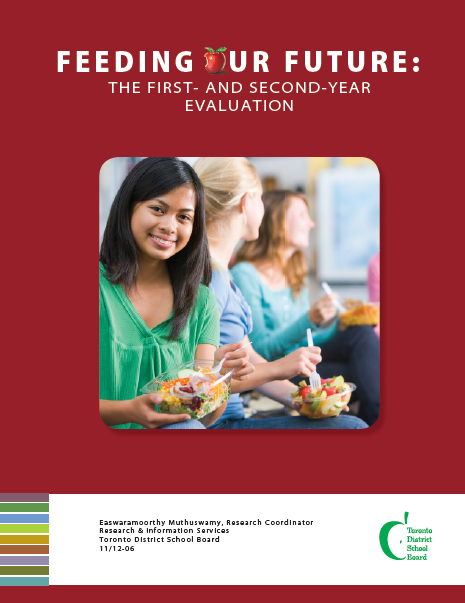 FEEDING OUR FUTURE:
THE FIRST- AND SECOND-YEAR
EVALUATION
Easwaramoorthy Muthuswamy, Research Coordinator
Research & Information Services
Toronto District School Board
11/12-06
Toronto
District
School
Board